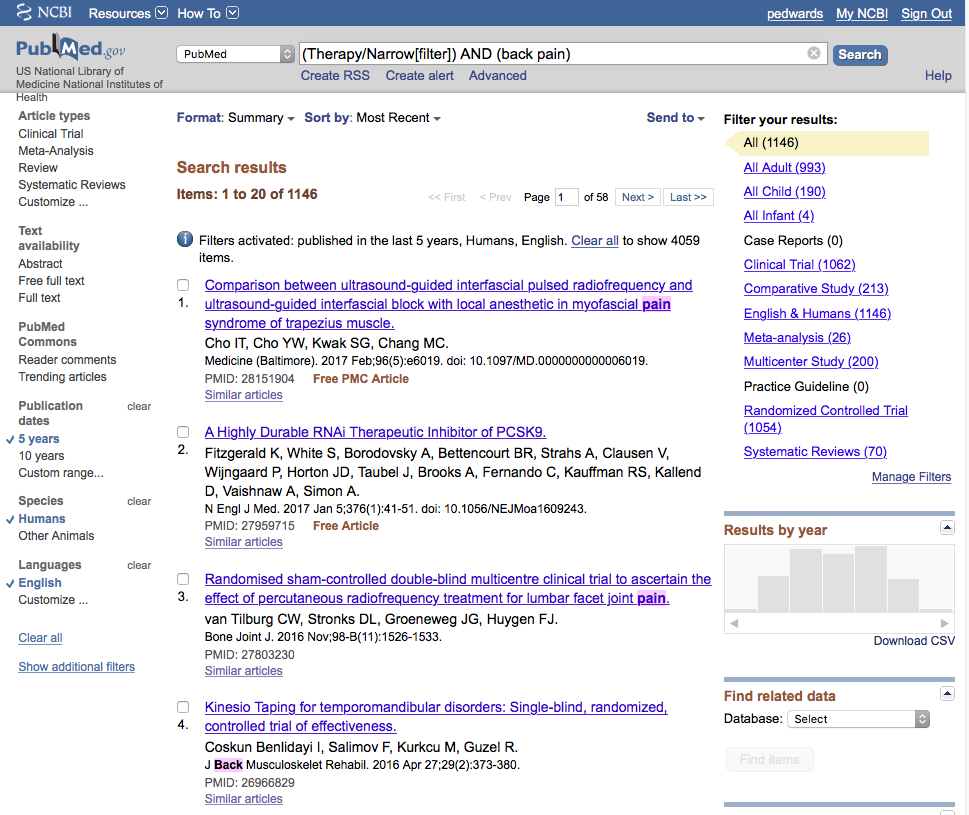 NCBI Resources How To pedwards My NCBI Sign Out
PubMed.gov
US National Library of
Medicine National Institutes of
Health
PubMed (Therapy/Narrow[filter]) AND (back pain) Search
Create RSS Create alert Advanced Help
Article types
Clinical Trial
Meta-Analysis
Review
Systematic Reviews
Customize ...
Text
availability
Abstract
Free full text
Full text
PubMed
Commons
Reader comments
Trending articles
Publication
dates
clear
5 years
10 years
Custom range...
Species clear
Humans
Other Animals
Languages clear
English
Customize ...
Clear all
Show additional filters
Format: Summary Sort by: Most Recent Send to
Search results
Items: 1 to 20 of 1146 << First < Prev Page 1 of 58 Next > Last >>
Filters activated: published in the last 5 years, Humans, English. Clear all to show 4059
items.
Comparison between ultrasound-guided interfascial pulsed radiofrequency and
1. ultrasound-guided interfascial block with local anesthetic in myofascial pain
syndrome of trapezius muscle.
Cho IT, Cho YW, Kwak SG, Chang MC.
Medicine (Baltimore). 2017 Feb;96(5):e6019. doi: 10.1097/MD.0000000000006019.
PMID: 28151904 Free PMC Article
Similar articles
A Highly Durable RNAi Therapeutic Inhibitor of PCSK9.
2. Fitzgerald K, White S, Borodovsky A, Bettencourt BR, Strahs A, Clausen V,
Wijngaard P, Horton JD, Taubel J, Brooks A, Fernando C, Kauffman RS, Kallend
D, Vaishnaw A, Simon A.
N Engl J Med. 2017 Jan 5;376(1):41-51. doi: 10.1056/NEJMoa1609243.
PMID: 27959715 Free Article
Similar articles
Randomised sham-controlled double-blind multicentre clinical trial to ascertain the
3. effect of percutaneous radiofrequency treatment for lumbar facet joint pain.
van Tilburg CW, Stronks DL, Groeneweg JG, Huygen FJ.
Bone Joint J. 2016 Nov;98-B(11):1526-1533.
PMID: 27803230
Similar articles
Kinesio Taping for temporomandibular disorders: Single-blind, randomized,
4. controlled trial of effectiveness.
Coskun Benlidayi I, Salimov F, Kurkcu M, Guzel R.
J Back Musculoskelet Rehabil. 2016 Apr 27;29(2):373-380.
PMID: 26966829
Similar articles
Filter your results:
All (1146)
All Adult (993)
All Child (190)
All Infant (4)
Case Reports (0)
Clinical Trial (1062)
Comparative Study (213)
English & Humans (1146)
Meta-analysis (26)
Multicenter Study (200)
Practice Guideline (0)
Randomized Controlled Trial
(1054)
Systematic Reviews (70)
Manage Filters
Results by year
Download CSV
Find related data
Database: Select
Find items